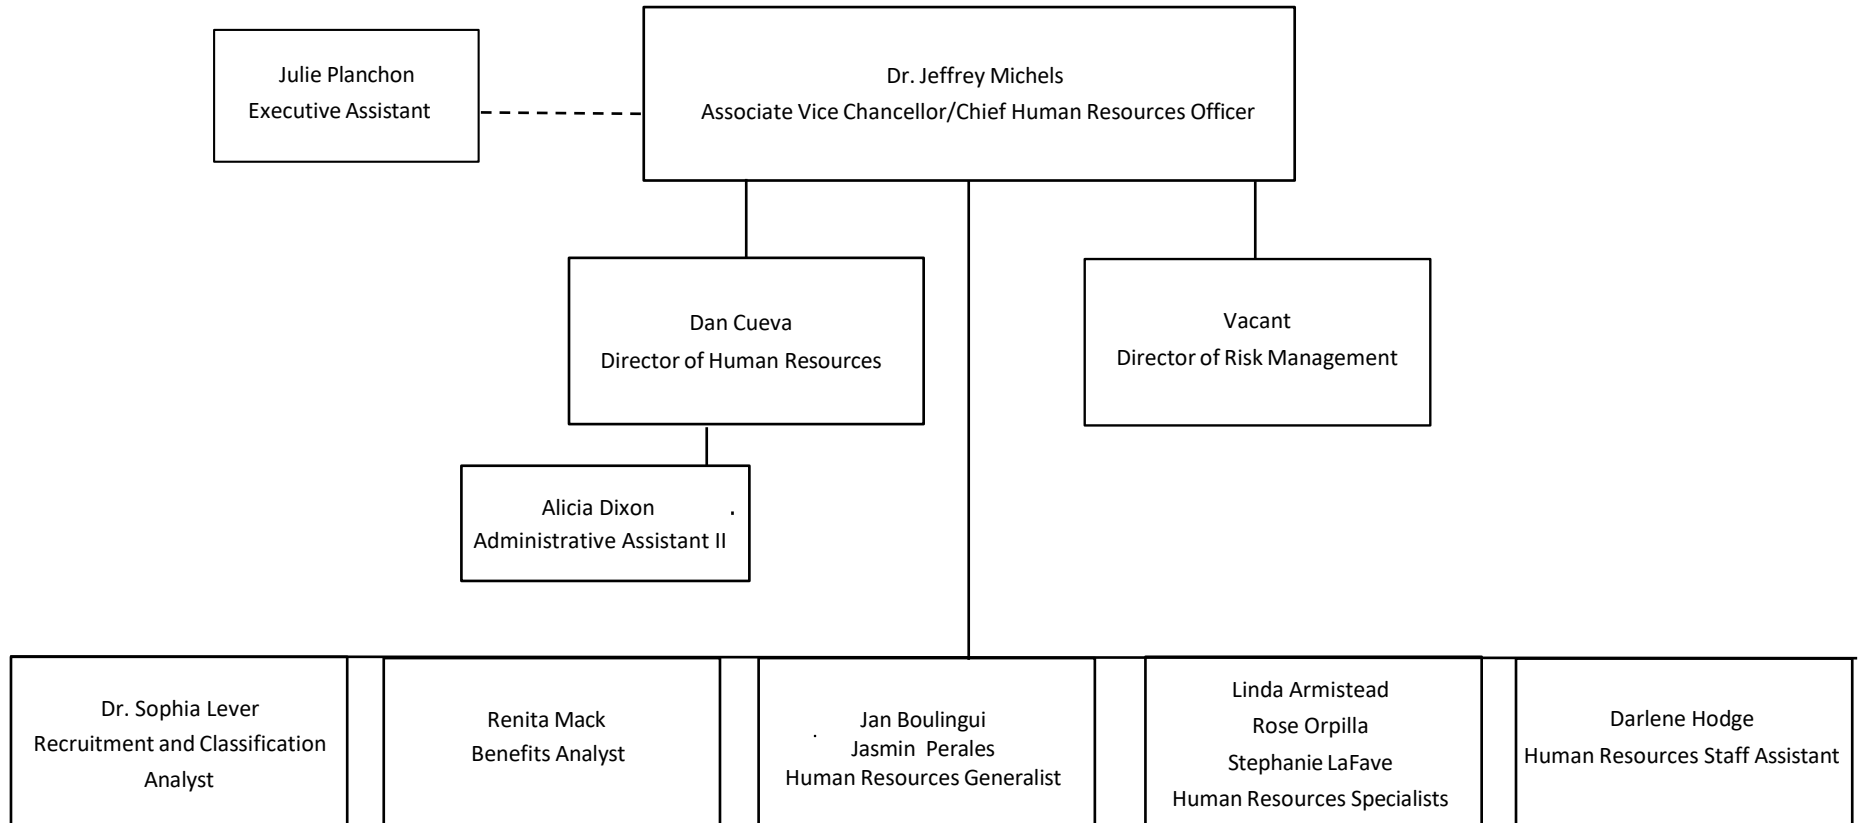 Julie Planchon
Executive Assistant
Dr. Jeffrey Michels
Associate Vice Chancellor/Chief Human Resources Officer
Dan Cueva
Director of Human Resources
Vacant
Director of Risk Management
Alicia Dixon .
Administrative Assistant II
Dr. Sophia Lever
Recruitment and Classification
Analyst
Renita Mack
Benefits Analyst
Jan Boulingui
. Jasmin Perales
Human Resources Generalist
Linda Armistead
Rose Orpilla
Stephanie LaFave
Human Resources Specialists
Darlene Hodge
Human Resources Staff Assistant